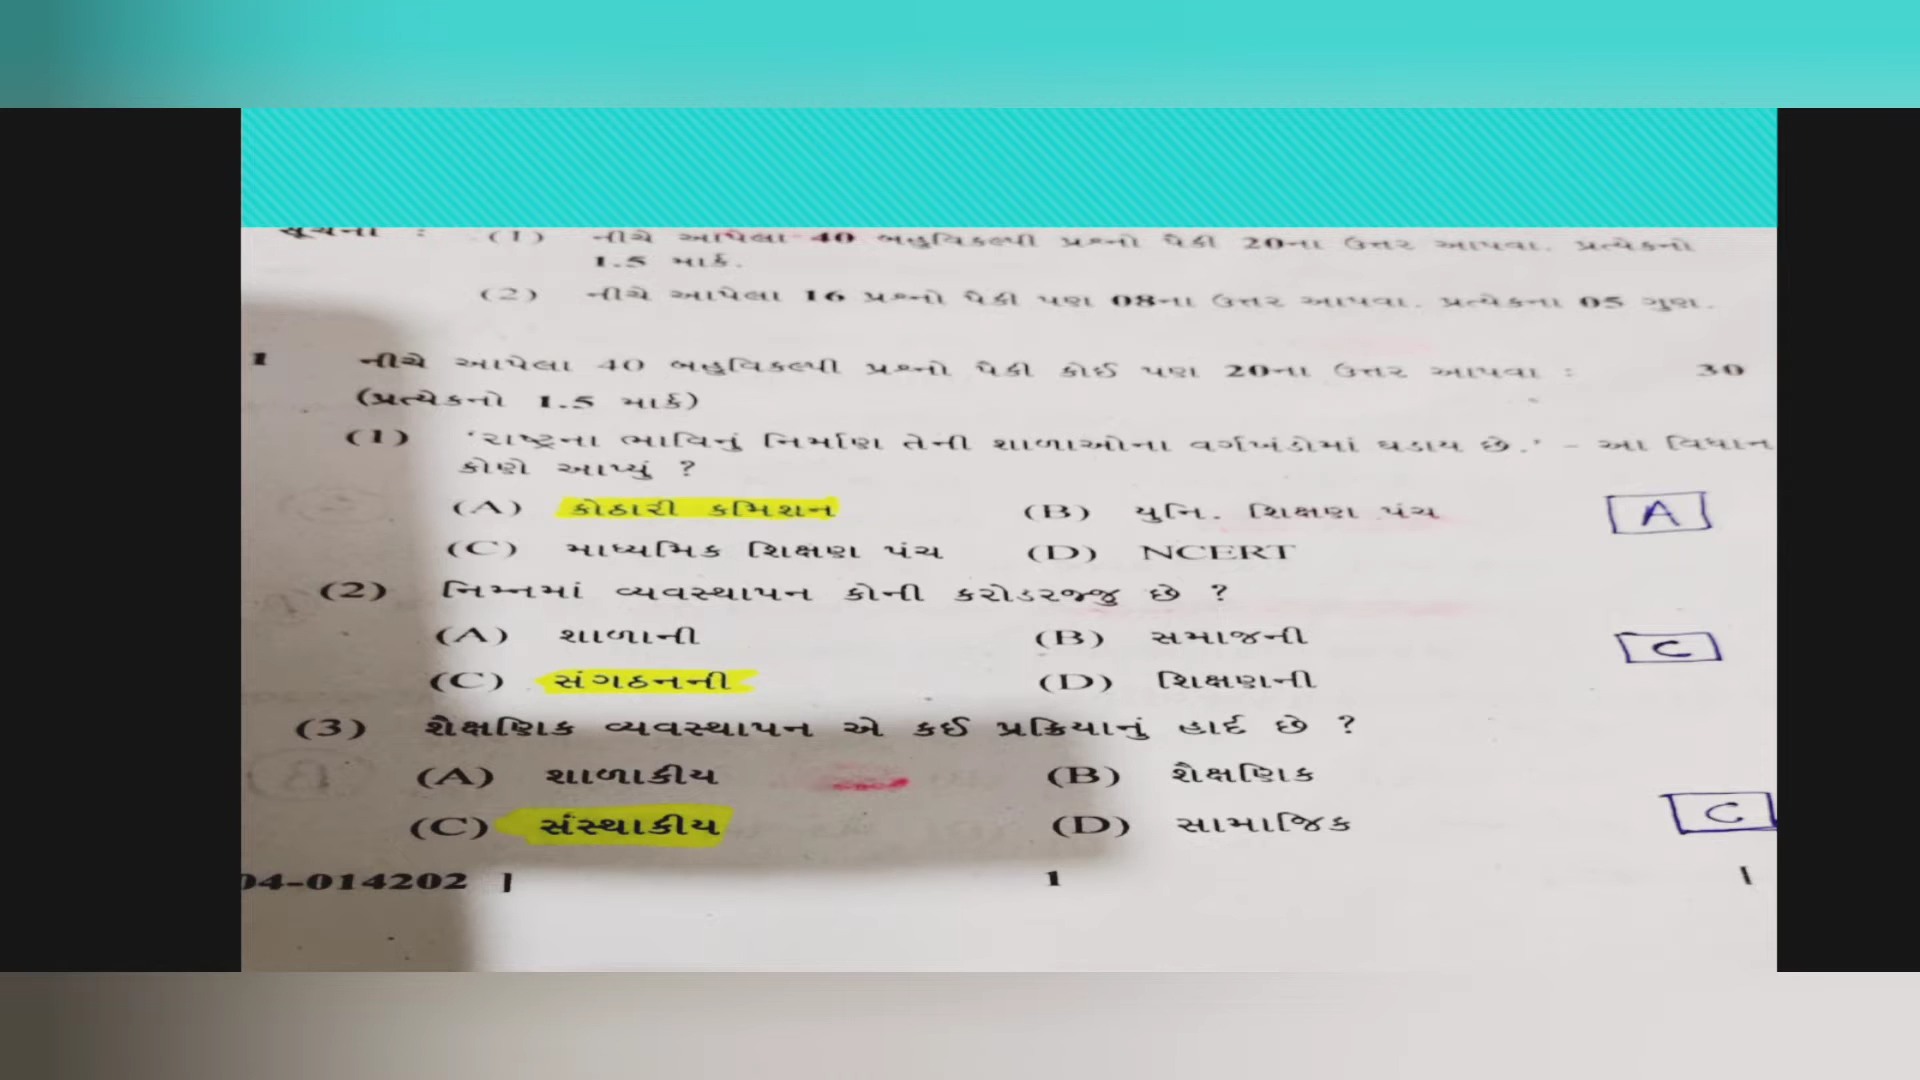 સૂચના : (1) નીચે આપેલા 40 બહુવિકલ્પી પ્રશ્નો પૈકી 20ના ઉત્તર આપવા. પ્રત્યેકનો
1.5 માર્ક.
(2) નીચે આપેલા 16 પ્રશ્નો પૈકી પણ 08ના ઉત્તર આપવા. પ્રત્યેકના 05 ગુણ.
1 નીચે આપેલા 40 બહુવિકલ્પી પ્રશ્નો પૈકી કોઈ પણ 20ના ઉત્તર આપવા : 30
(પ્રત્યેકનો 1.5 માર્ક)
(1) 'રાષ્ટ્રના ભાવિનું નિર્માણ તેની શાળાઓના વર્ગખંડોમાં ઘડાય છે.' – આ વિધાન
કોણે આપ્યું ?
(A) કોઠારી કમિશન (B) યુનિ. શિક્ષણ પંચ A
(C) માધ્યમિક શિક્ષણ પંચ (D) NCERT
(2) નિમ્નમાં વ્યવસ્થાપન કોની કરોડરજ્જુ છે ?
(A) શાળાની (B) સમાજની C
(C) સંગઠનની (D) શિક્ષણની
(3) શૈક્ષણિક વ્યવસ્થાપન એ કઈ પ્રક્રિયાનું હાર્દ છે ?
(A) શાળાકીય (B) શૈક્ષણિક
(C) સંસ્થાકીય (D) સામાજિક C
04-014202 ] 1